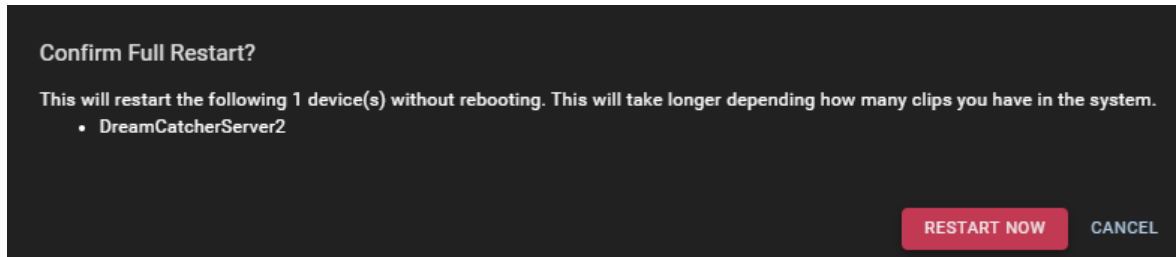 Confirm Full Restart?
This will restart the following 1 device(s) without rebooting. This will take longer depending how many clips you have in the system.
• DreamCatcherServer2
RESTART NOW CANCEL